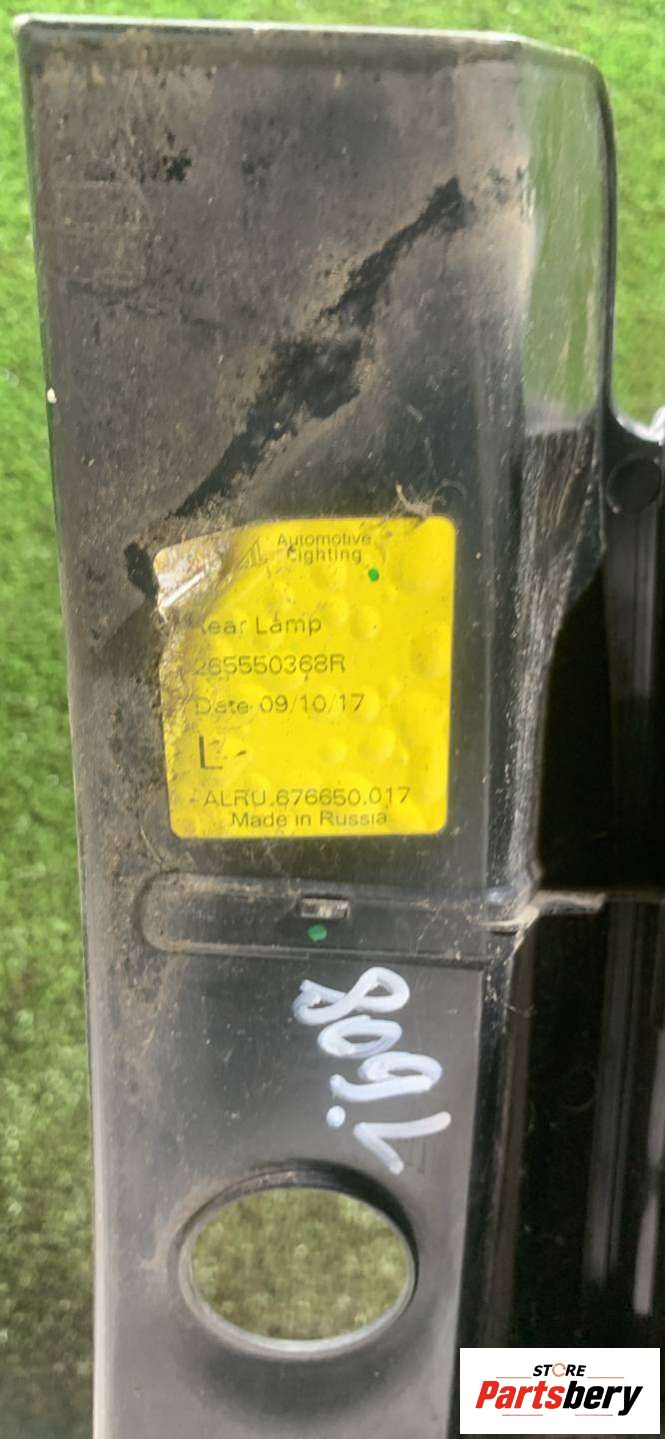 Automotive
Lighting
Rear Lamp
265550368R
Date 09/10/17
L
ALRU.676650.017
Made in Russia
809.1
STORE
Partsbery